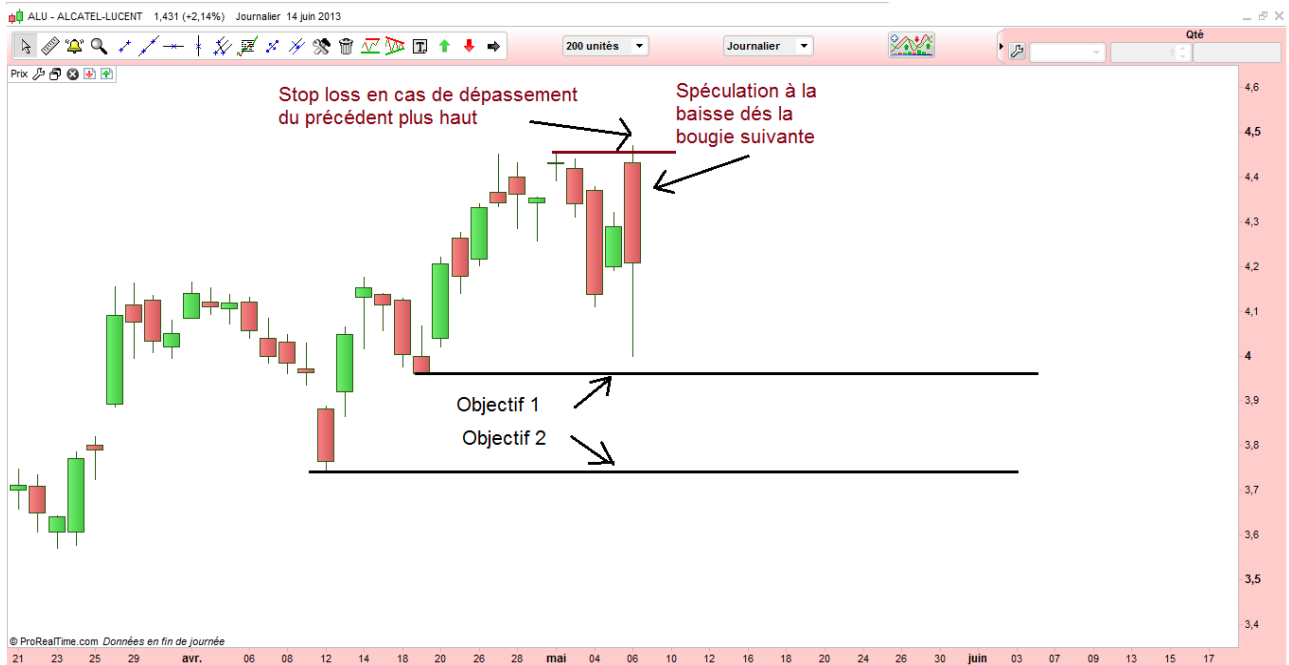 ALU - ALCATEL-LUCENT 1,431 (+2,14%) Journalier 14 juin 2013
200 unités
Journalier
Qté
1
Prix
Stop loss en cas de dépassement
du précédent plus haut
Spéculation à la
baisse dés la
bougie suivante
Objectif 1
Objectif 2
4,6
4,5
4,4
4,3
4,2
4,1
4
3,9
3,8
3,7
3,6
3,5
3,4
© ProRealTime.com Données en fin de journée
21 23 25 29 avr. 06 08 12 14 18 20 26 28 mai 04 06 10 12 16 18 20 24 26 30 juin 03 07 09 13 15 17